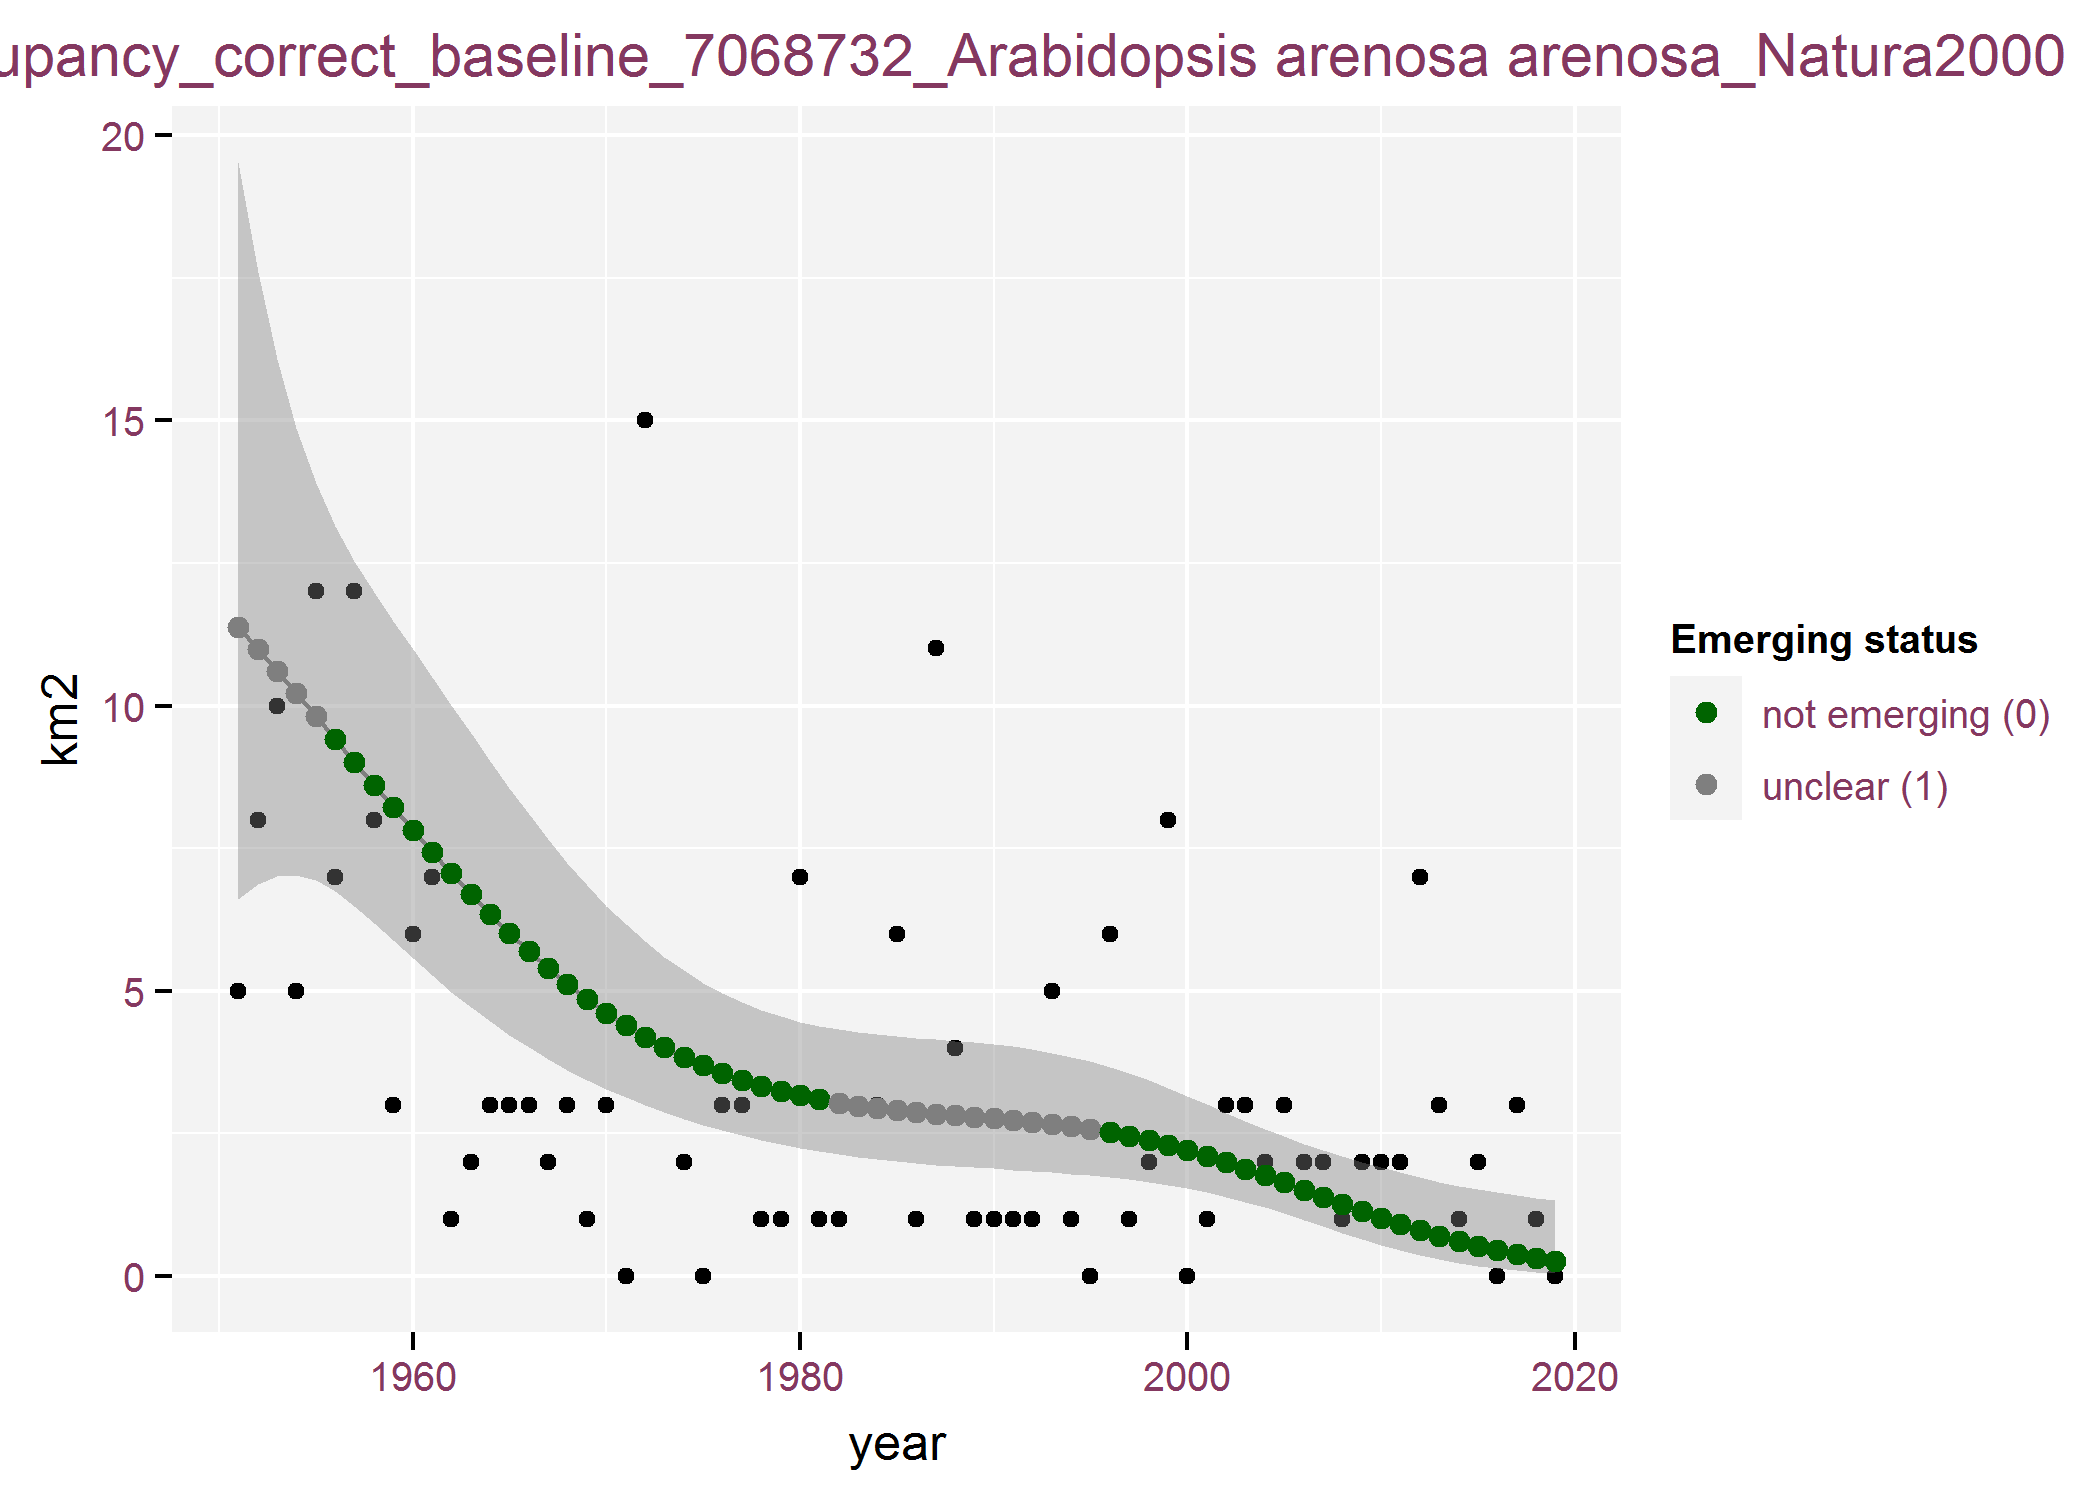 upancy_correct_baseline_7068732_Arabidopsis arenosa arenosa_Natura2000
20
15
10
5
0
km2
1960 1980 2000 2020
year
Emerging status
not emerging (0)
unclear (1)